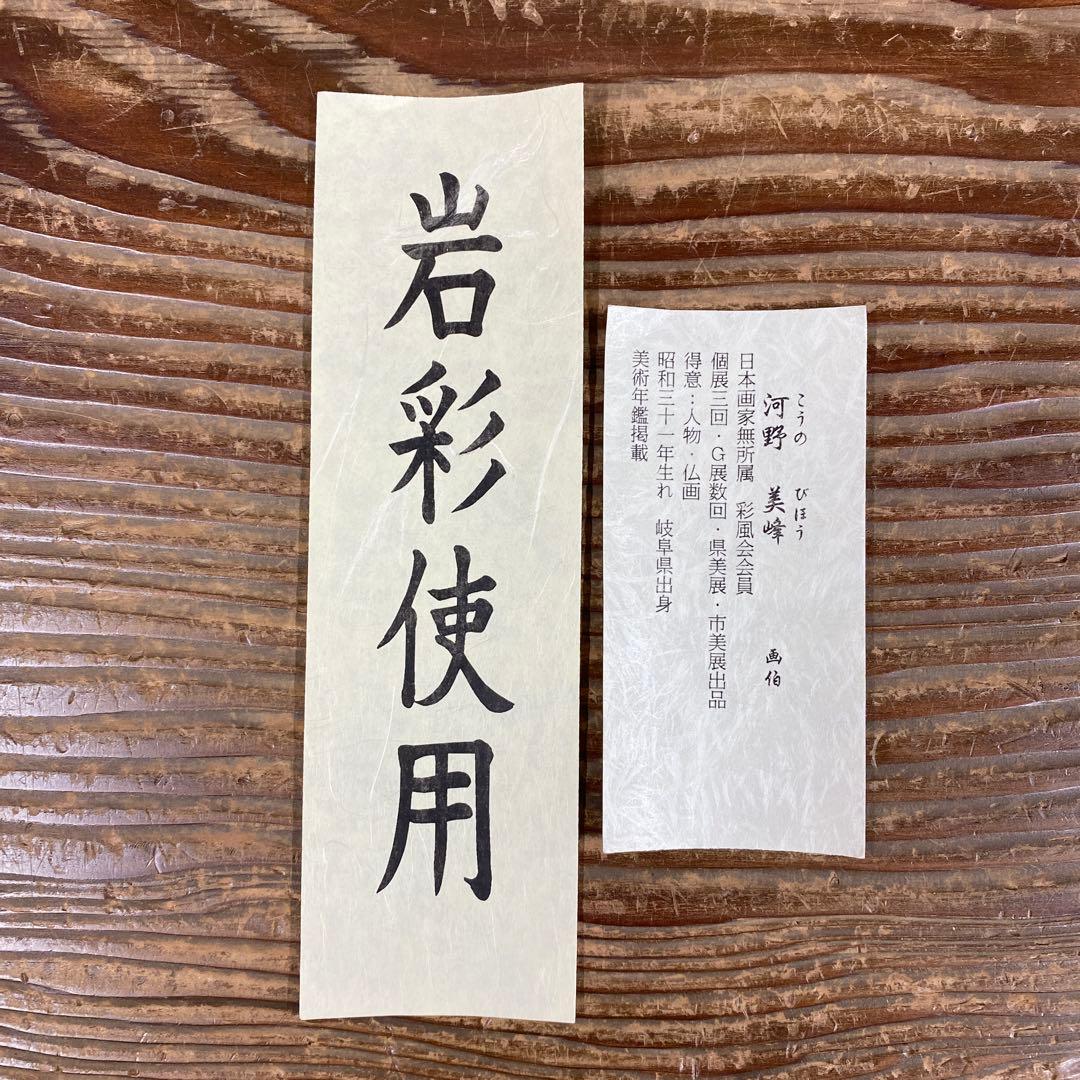 岩彩使用
こうの びほう
河野 美峰 画伯
日本画家無所属 彩風会会員
個展三回・G展数回・県美展・市美展出品
得意：人物・仏画
昭和三十一年生れ 岐阜県出身
美術年鑑掲載